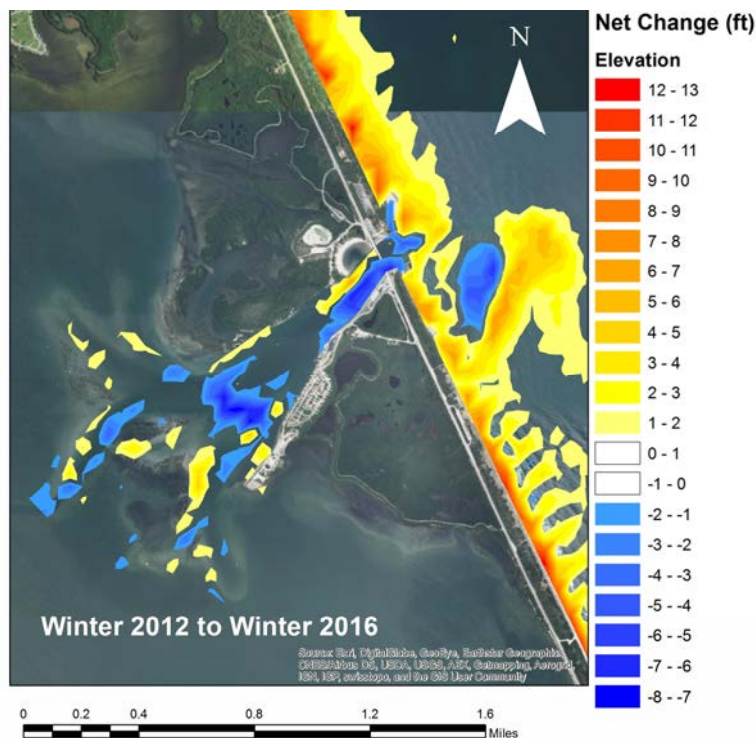 Net Change (ft)
Elevation
12 - 13
11 - 12
10 - 11
9 - 10
8 - 9
7 - 8
6 - 7
5 - 6
4 - 5
3 - 4
2 - 3
1 - 2
0 - 1
-1 - 0
-2 - -1
-3 - -2
-4 - -3
-5 - -4
-6 - -5
-7 - -6
-8 - -7
N
Winter 2012 to Winter 2016
Source: Esri, DigitalGlobe, GeoEye, Earthstar Geographics,
CNES/Airbus DS, USDA, USGS, AEX, Getmapping, Aerogrid,
IGN, IGP, swisstopo, and the GIS User Community
0 0.2 0.4 0.8 1.2 1.6
Miles